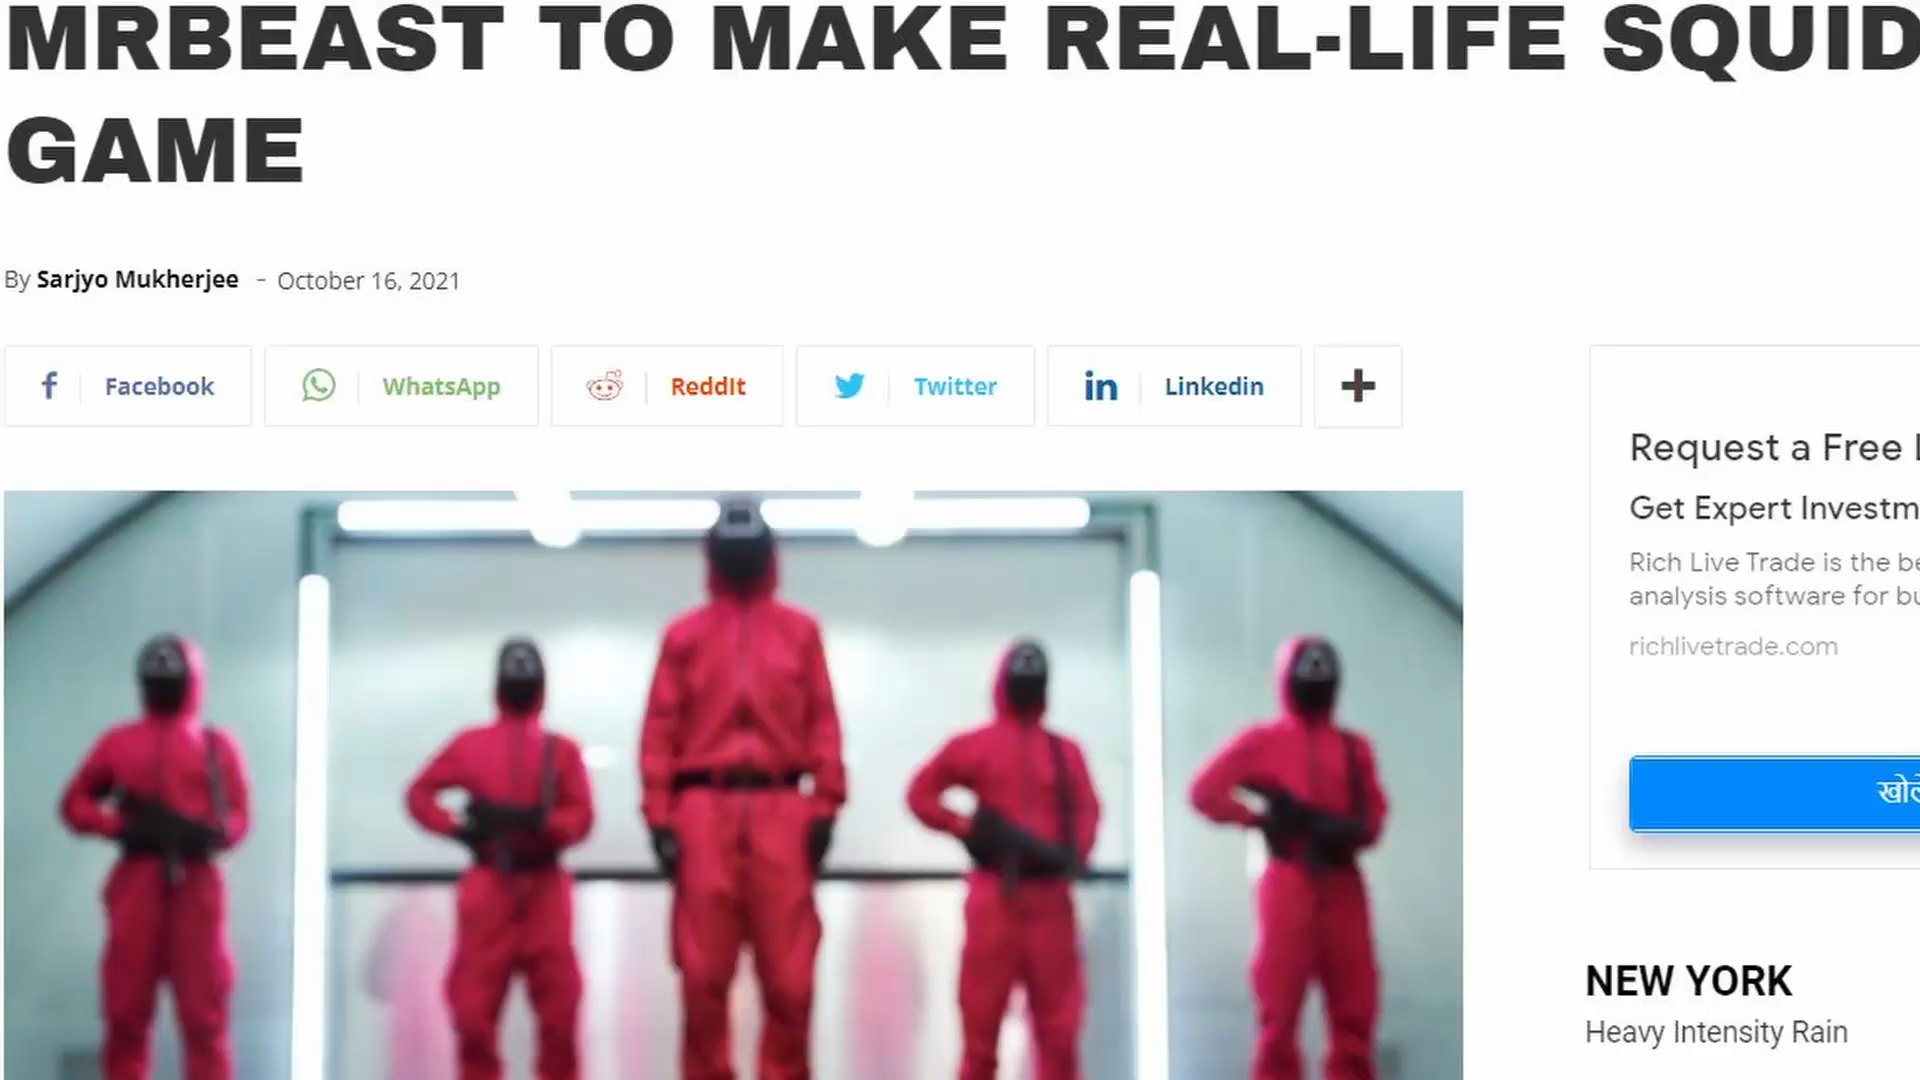 MRBEAST TO MAKE REAL-LIFE SQUID
GAME
By Sarjyo Mukherjee - October 16, 2021
Facebook
WhatsApp
ReddIt
Twitter
Linkedin
Request a Free
Get Expert Investm
Rich Live Trade is the be
analysis software for bu
richlivetrade.com
NEW YORK
Heavy Intensity Rain